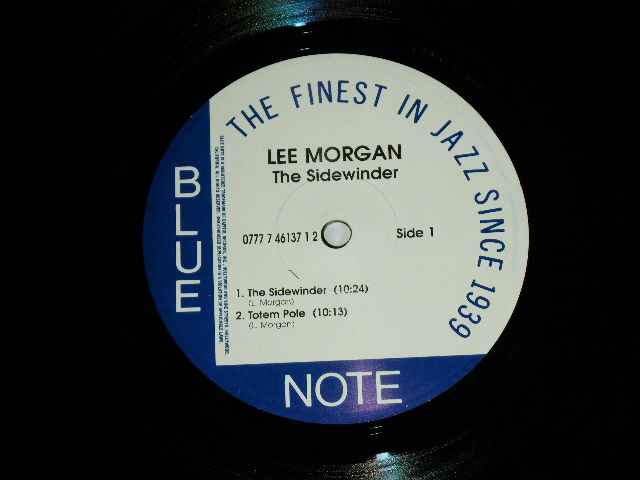 THE FINEST IN JAZZ SINCE 1939
LEE MORGAN
The Sidewinder
BLUE
0777 7 46137 1 2
Side 1
1. The Sidewinder (10:24)
(L. Morgan)
2. Totem Pole (10:13)
(L. Morgan)
NOTE